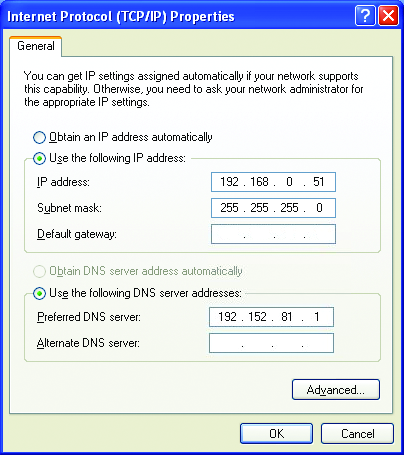 Internet Protocol (TCP/IP) Properties
General
You can get IP settings assigned automatically if your network supports
this capability. Otherwise, you need to ask your network administrator for
the appropriate IP settings.
Obtain an IP address automatically
Use the following IP address:
IP address: 192 . 168 . 0 . 51
Subnet mask: 255 . 255 . 255 . 0
Default gateway: . . .
Obtain DNS server address automatically
Use the following DNS server addresses:
Preferred DNS server: 192 . 152 . 81 . 1
Alternate DNS server: . . .
Advanced...
OK Cancel